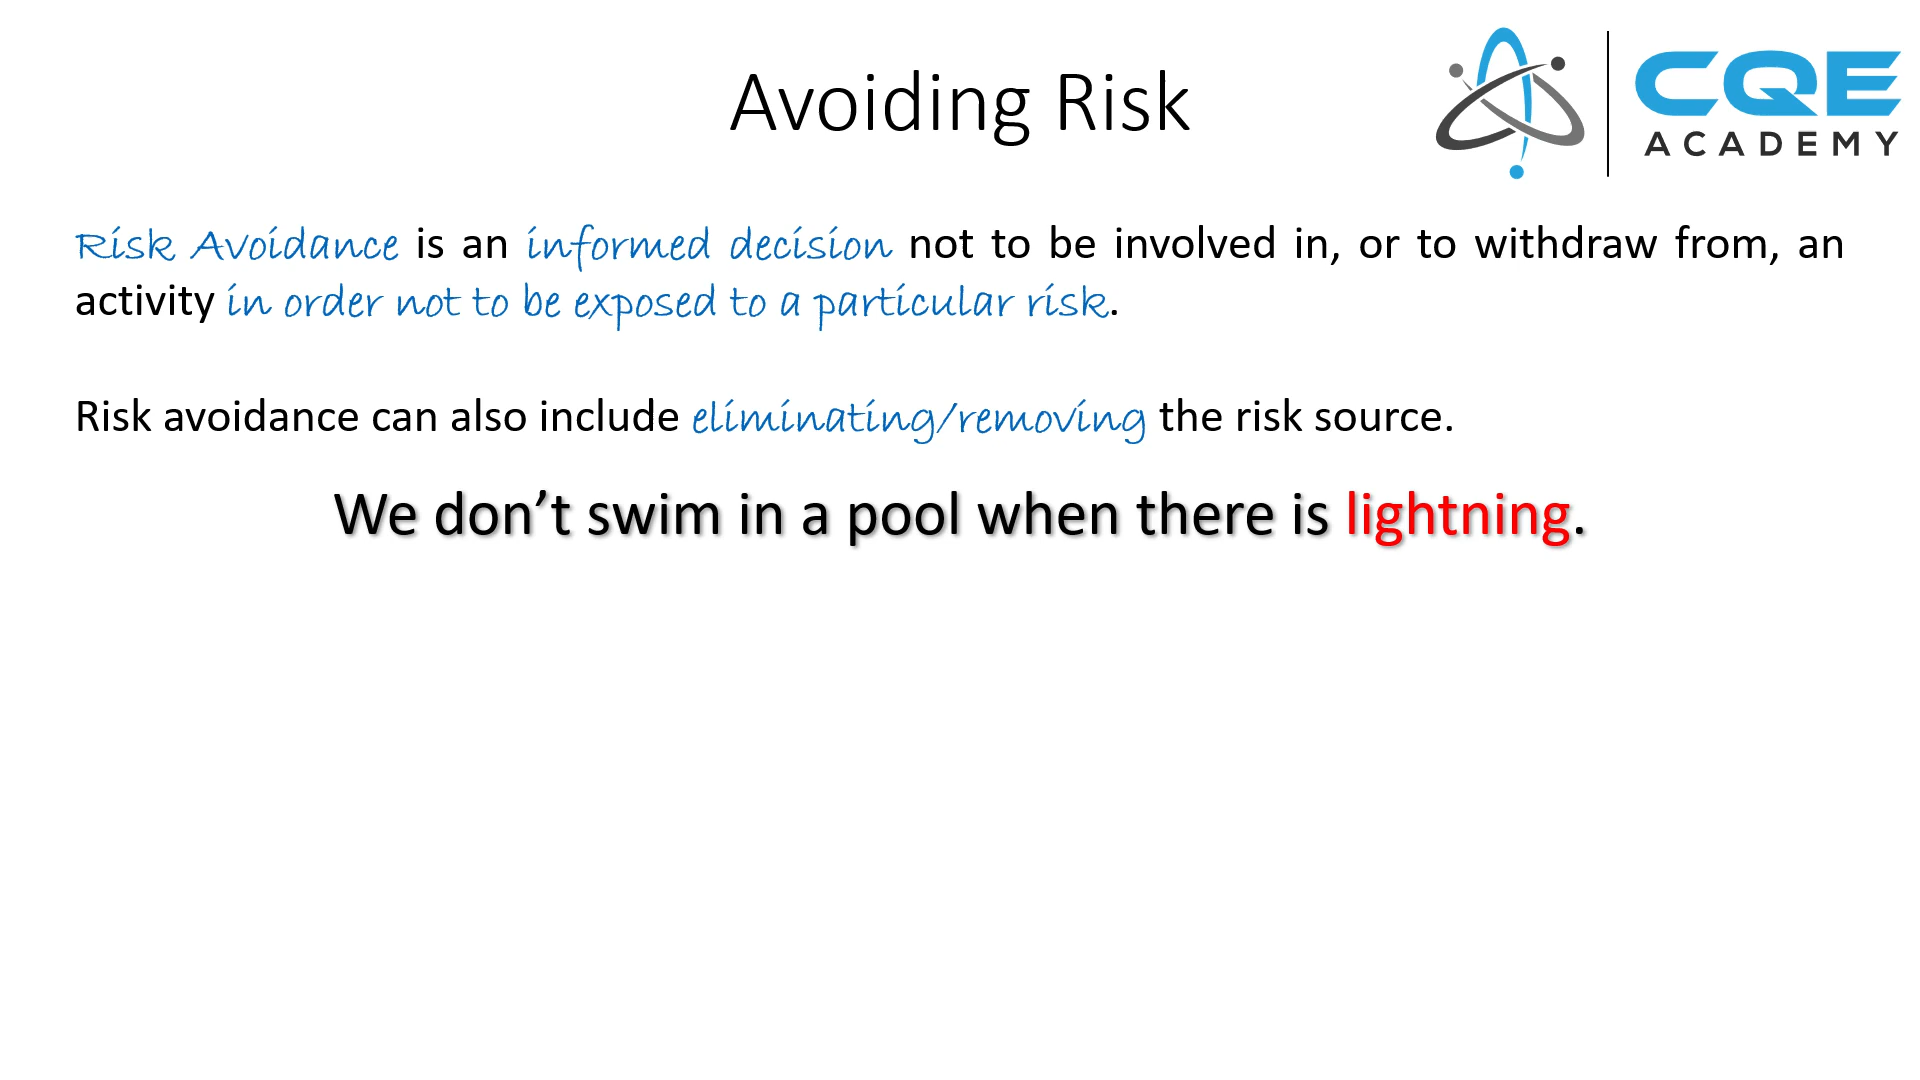 Avoiding Risk
CQE
ACADEMY
Risk Avoidance is an informed decision not to be involved in, or to withdraw from, an
activity in order not to be exposed to a particular risk.
Risk avoidance can also include eliminating/removing the risk source.
We don’t swim in a pool when there is lightning.